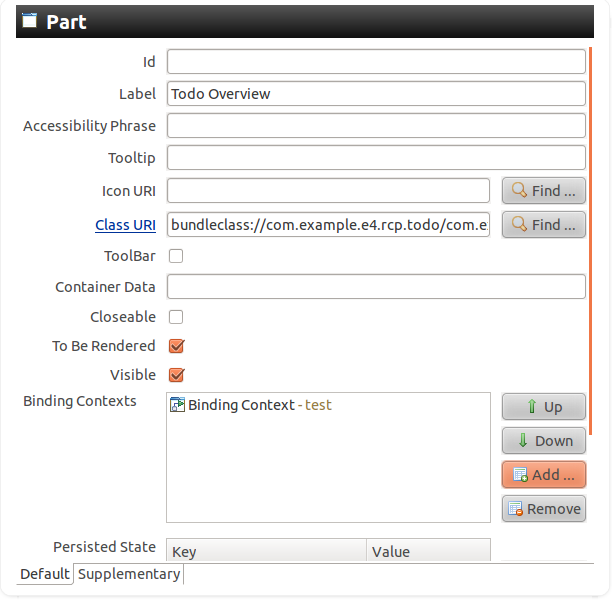 Part
Id
Label Todo Overview
Accessibility Phrase
Tooltip
Icon URI Find ...
Class URI bundleclass://com.example.e4.rcp.todo/com.e Find ...
ToolBar
Container Data
Closeable
To Be Rendered
Visible
Binding Contexts Binding Context - test Up
Down
Add ...
Remove
Persisted State Key Value
Default Supplementary